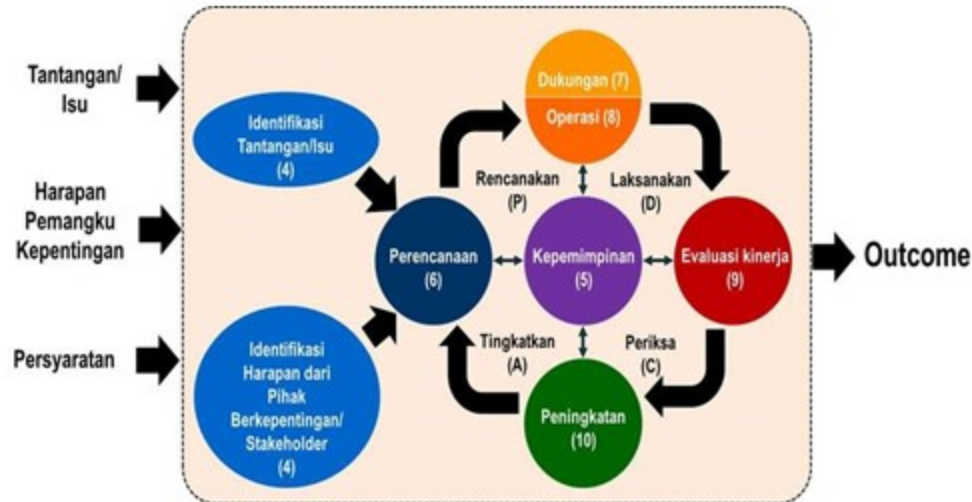 Tantangan/
Isu
Harapan
Pemangku
Kepentingan
Persyaratan
Identifikasi
Tantangan/Isu
(4)
Identifikasi
Harapan dari
Pihak
Berkepentingan/
Stakeholder
(4)
Perencanaan
(6)
Dukungan (7)
Operasi (8)
Rencanakan
(P)
Laksanakan
(D)
Kepemimpinan
(5)
Evaluasi kinerja
(9)
Tingkatkan
(A)
Periksa
(C)
Peningkatan
(10)
Outcome